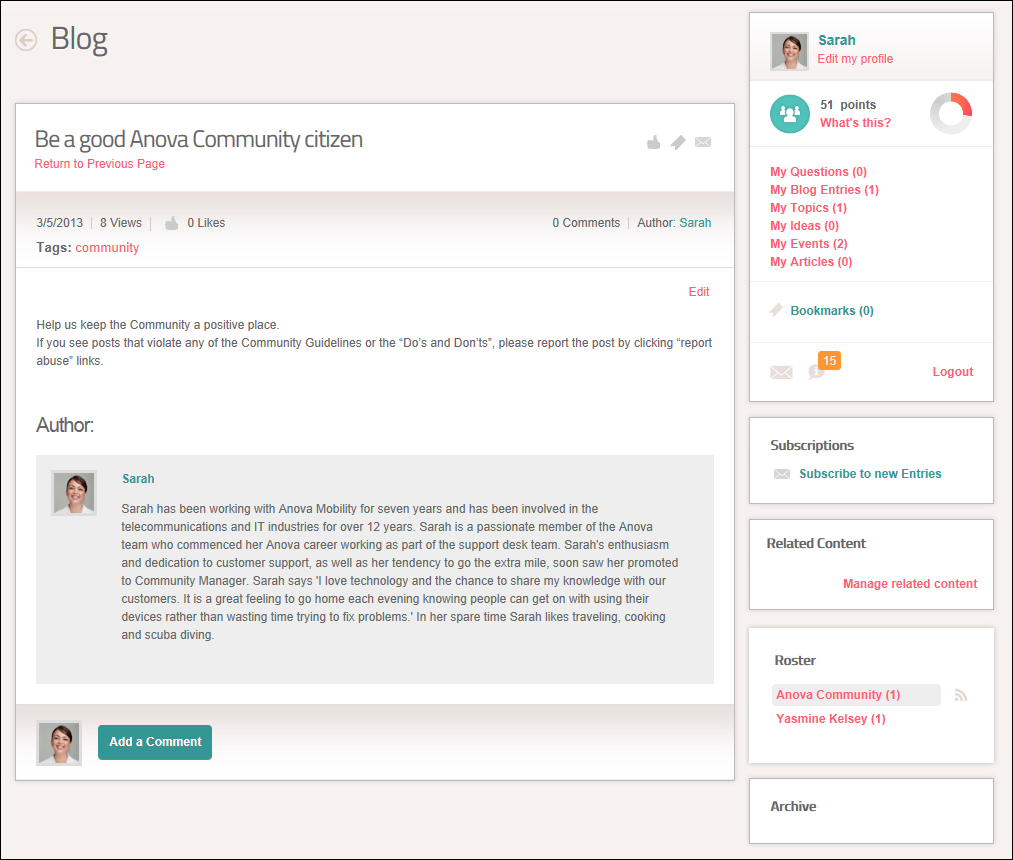 Blog
Be a good Anova Community citizen
Return to Previous Page
3/5/2013 | 8 Views | 0 Likes
0 Comments | Author: Sarah
Tags: community
Edit
Help us keep the Community a positive place.
If you see posts that violate any of the Community Guidelines or the “Do’s and Don’ts”, please report the post by clicking “report
abuse” links.
Author:
Sarah
Sarah has been working with Anova Mobility for seven years and has been involved in the
telecommunications and IT industries for over 12 years. Sarah is a passionate member of the Anova
team who commenced her Anova career working as part of the support desk team. Sarah's enthusiasm
and dedication to customer support, as well as her tendency to go the extra mile, soon saw her promoted
to Community Manager. Sarah says 'I love technology and the chance to share my knowledge with our
customers. It is a great feeling to go home each evening knowing people can get on with using their
devices rather than wasting time trying to fix problems.' In her spare time Sarah likes traveling, cooking
and scuba diving.
Add a Comment
Sarah
Edit my profile
51 points
What's this?
My Questions (0)
My Blog Entries (1)
My Topics (1)
My Ideas (0)
My Events (2)
My Articles (0)
Bookmarks (0)
15
Logout
Subscriptions
Subscribe to new Entries
Related Content
Manage related content
Roster
Anova Community (1)
Yasmine Kelsey (1)
Archive